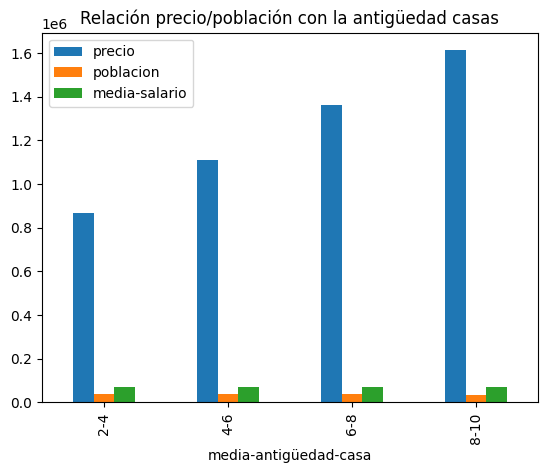 Relación precio/población con la antigüedad casas
1e6
precio
poblacion
media-salario
1.6
1.4
1.2
1.0
0.8
0.6
0.4
0.2
0.0
2-4
4-6
6-8
8-10
media-antigüedad-casa